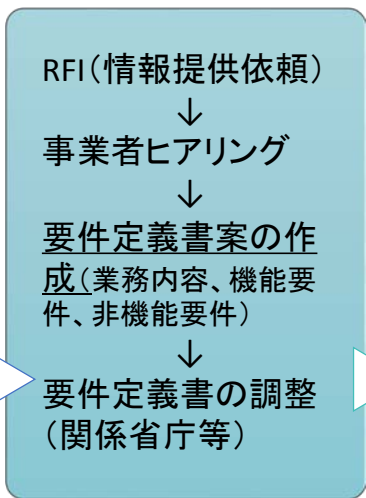 RFI(情報提供依頼)
↓
事業者ヒアリング
↓
要件定義書案の作
成(業務内容、機能要
件、非機能要件)
↓
要件定義書の調整
(関係省庁等)